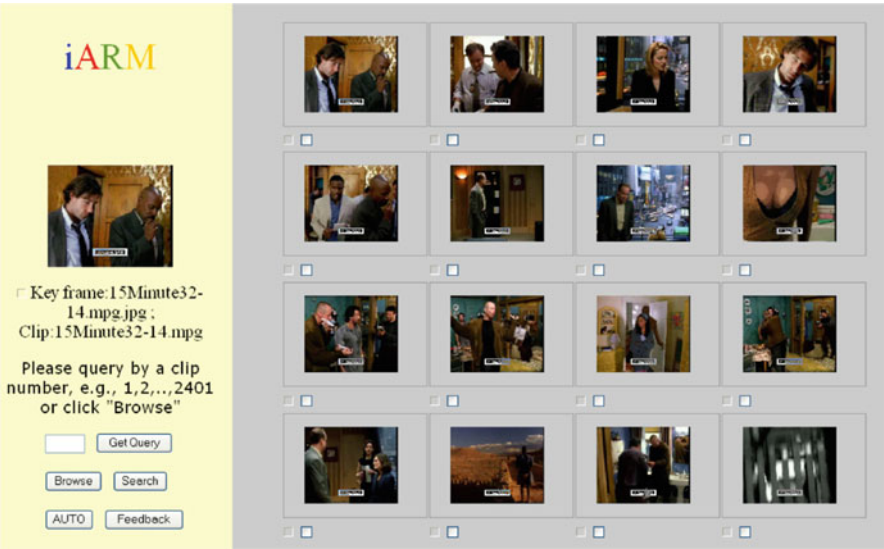 iARM
Key frame:15Minute32-
14.mpg.jpg ;
Clip:15Minute32-14.mpg
Please query by a clip
number, e.g., 1,2,..,2401
or click "Browse"
Get Query
Browse
Search
AUTO
Feedback